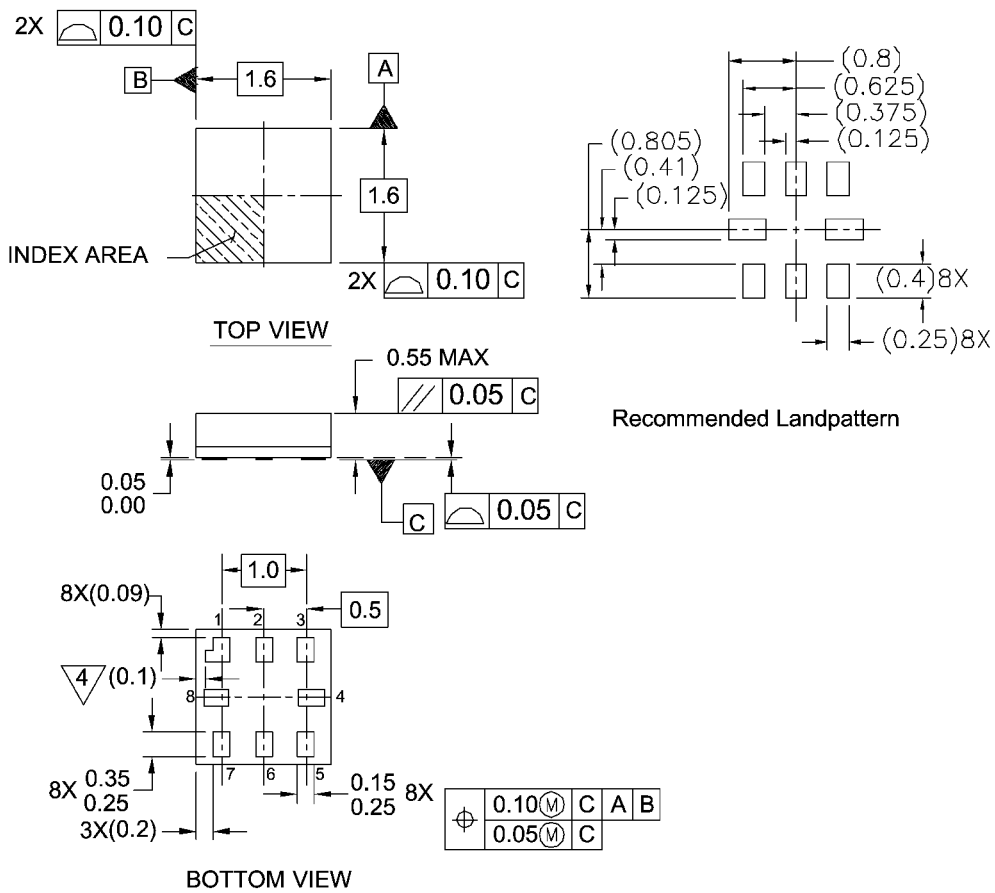 2X 0.10 C
B
1.6
A
1.6
INDEX AREA
2X 0.10 C
TOP VIEW
(0.8)
(0.625)
(0.375)
(0.125)
(0.805)
(0.41)
(0.125)
(0.4)8X
(0.25)8X
Recommended Landpattern
0.55 MAX
// 0.05 C
0.05
0.00
C
0.05 C
1.0
8X(0.09)
0.5
1 2 3
4 (0.1)
8 4
7 6 5
8X 0.35
0.25
3X(0.2)
0.15
0.25 8X
0.10 M C A B
0.05 M C
BOTTOM VIEW